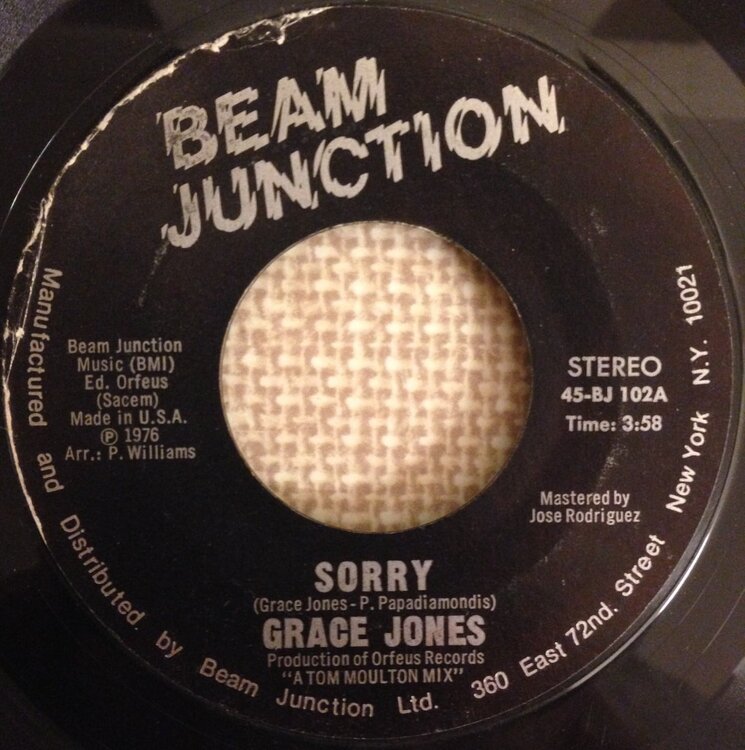 BEAM
JUNCTION
Beam Junction
Music (BMI)
Ed. Orfeus
(Sacem)
Made in U.S.A.
Ⓟ 1976
Arr.: P. Williams
STEREO
45-BJ 102A
Time: 3:58
Mastered by
Jose Rodriguez
SORRY
(Grace Jones - P. Papadiamondis)
GRACE JONES
Production of Orfeus Records
"A TOM MOULTON MIX"
Manufactured and Distributed. by Beam Junction Ltd. 360 East 72nd. Street New York N.Y. 10021